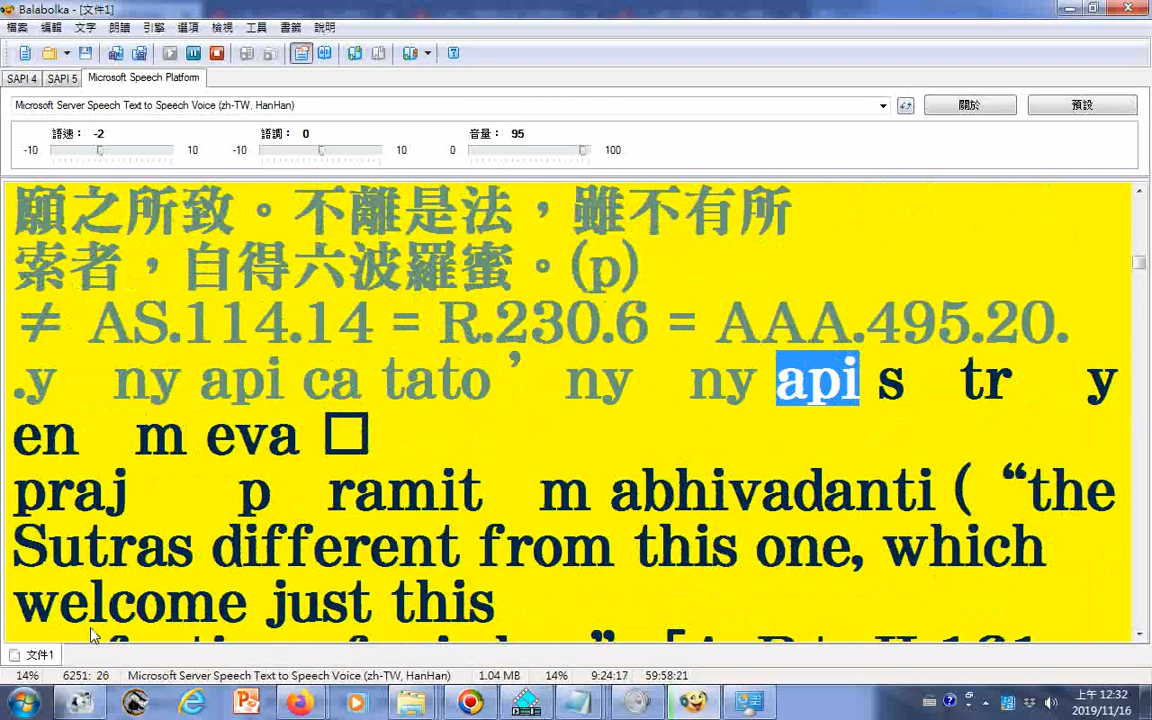 Balabolka - [文件1]
檔案 編輯 文字 朗讀 引擎 選項 檢視 工具 書籤 說明
SAPI 4 SAPI 5 Microsoft Speech Platform
Microsoft Server Speech Text to Speech Voice (zh-TW, HanHan)
關於 預設
語速: -2 語調: 0 音量: 95
-10 10 -10 10 0 100
願之所致。不離是法，雖不有所
索者，自得六波羅蜜。(p)
≠ AS.114.14 = R.230.6 = AAA.495.20.
.y ny api ca tato ’ ny ny api s tr y
en m eva □
praj p ramit m abhivadanti ( “the
Sutras different from this one, which
welcome just this
文件1
14% 6251: 26 Microsoft Server Speech Text to Speech Voice (zh-TW, HanHan) 1.04 MB 14% 9:24:17 59:58:21
上午 12:32
2019/11/16